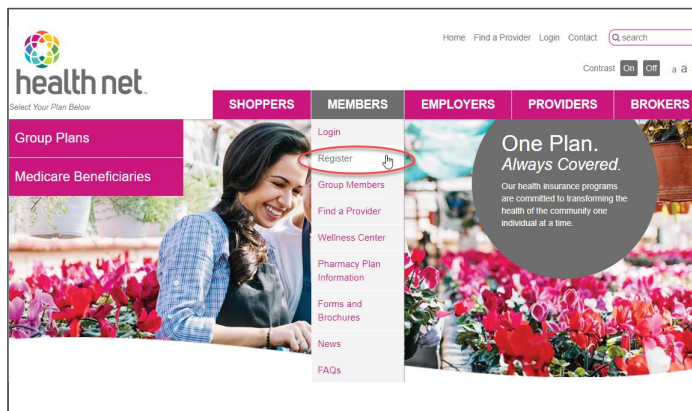 Home Find a Provider Login Contact search
Contrast On Off a a
health net
Select Your Plan Below
SHOPPERS MEMBERS EMPLOYERS PROVIDERS BROKERS
Group Plans
Medicare Beneficiaries
Login
Register
Group Members
Find a Provider
Wellness Center
Pharmacy Plan
Information
Forms and
Brochures
News
FAQs
One Plan.
Always Covered.
Our health insurance programs
are committed to transforming the
health of the community one
individual at a time.